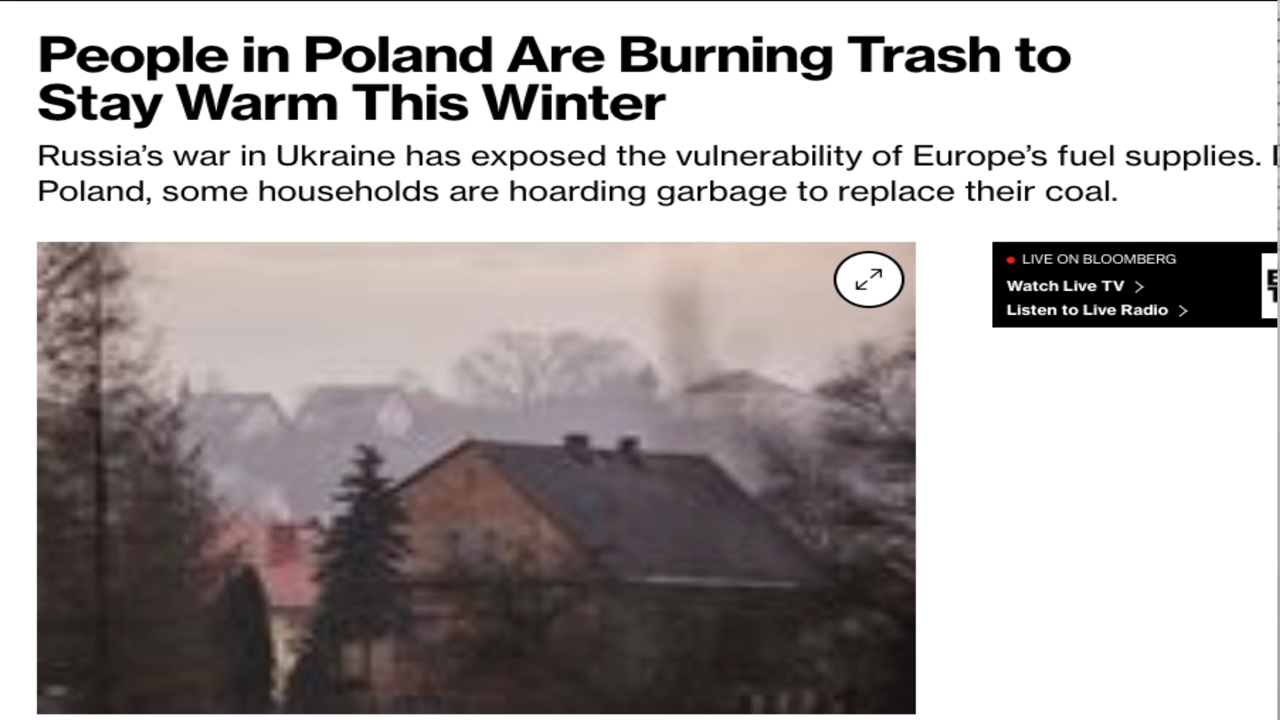 People in Poland Are Burning Trash to
Stay Warm This Winter
Russia’s war in Ukraine has exposed the vulnerability of Europe’s fuel supplies.
Poland, some households are hoarding garbage to replace their coal.
LIVE ON BLOOMBERG
Watch Live TV >
Listen to Live Radio >